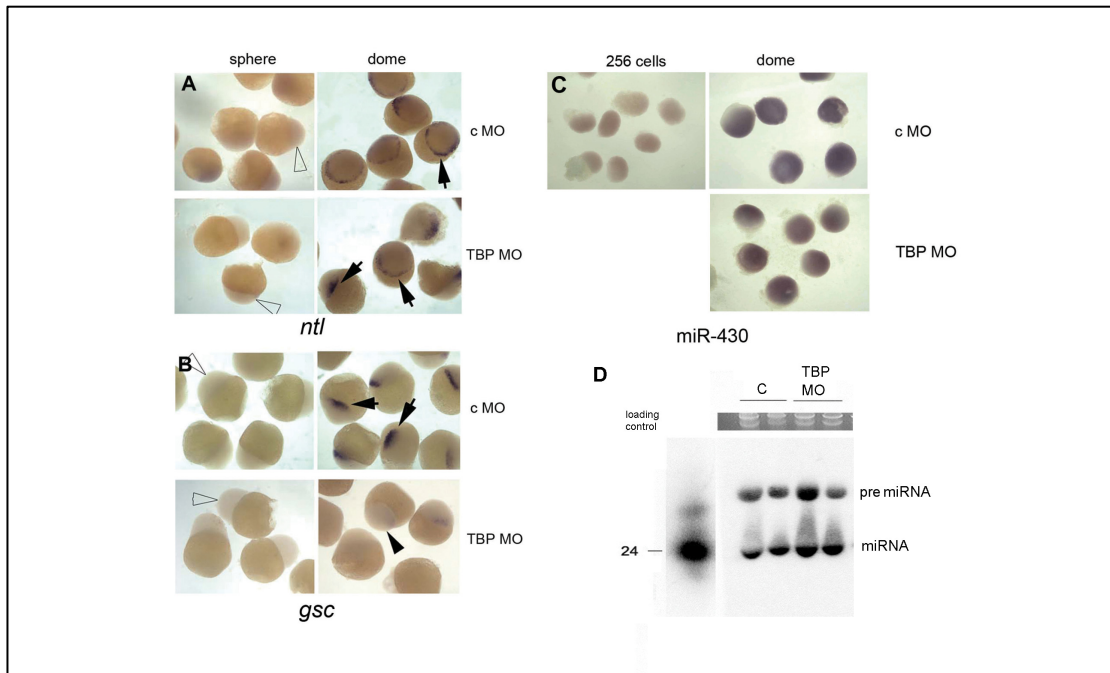 sphere dome
A
c MO
TBP MO
ntl
B
c MO
TBP MO
gsc
256 cells dome
C
c MO
TBP MO
miR-430
D
C TBP
MO
loading
control
pre miRNA
24
miRNA